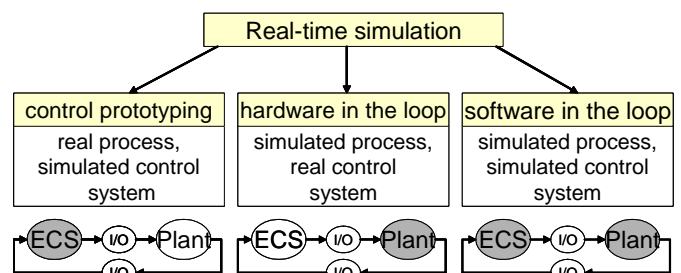 Real-time simulation
control prototyping
real process,
simulated control
system
hardware in the loop
simulated process,
real control
system
software in the loop
simulated process,
simulated control
system
ECS I/O Plant
ECS I/O Plant
ECS I/O Plant
I/O
I/O
I/O